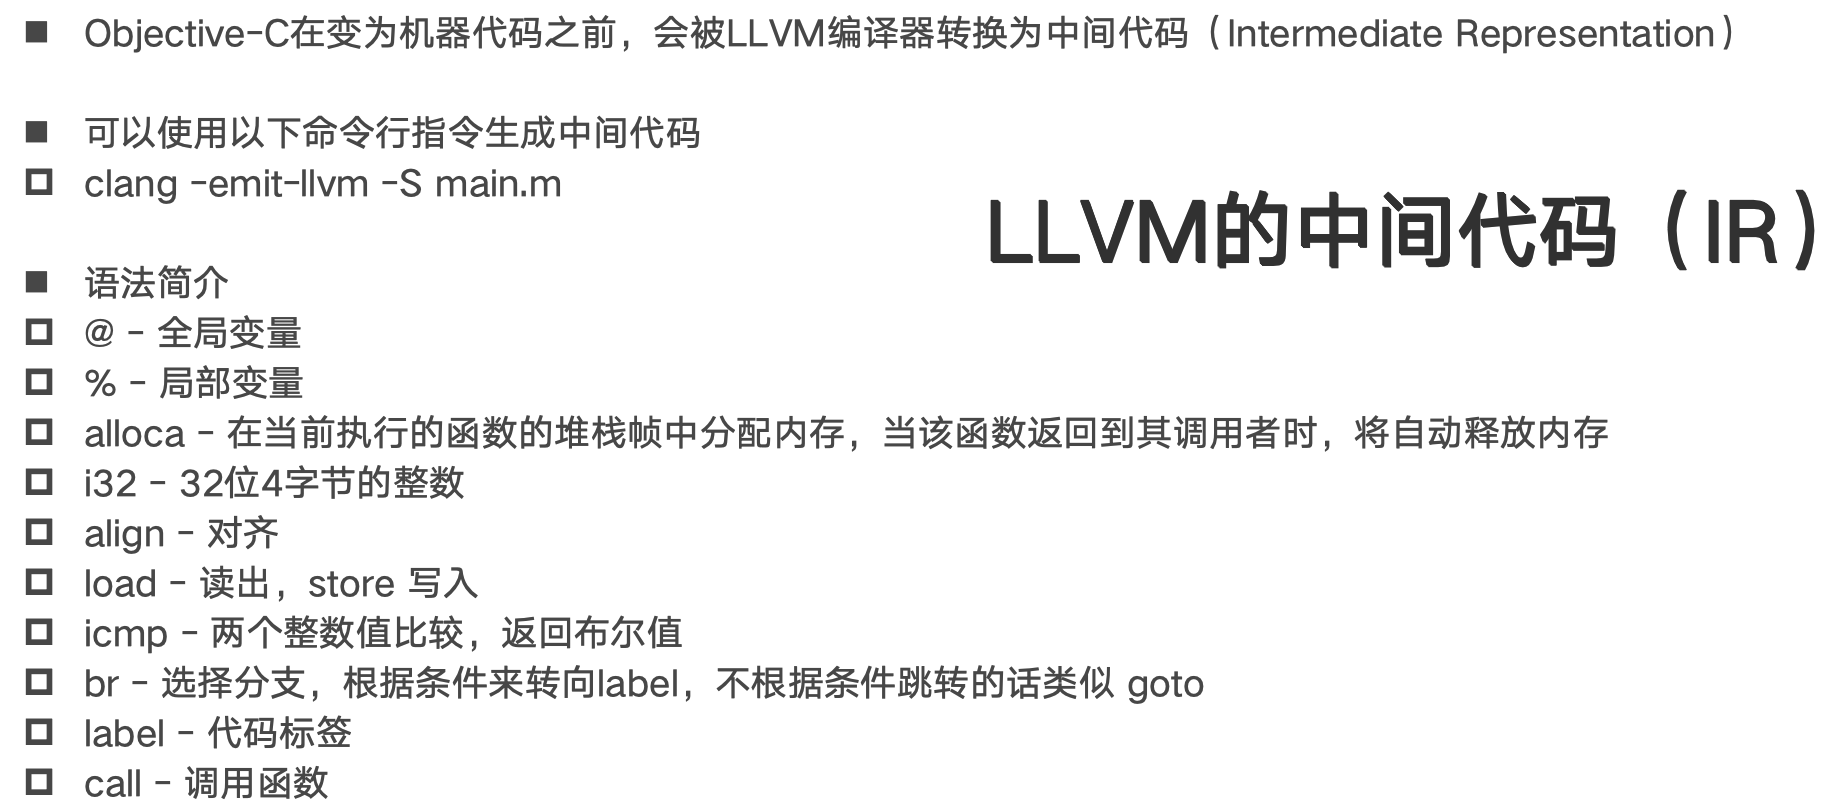 Objective-C在变为机器代码之前，会被LLVM编译器转换为中间代码（Intermediate Representation）
可以使用以下命令行指令生成中间代码
clang -emit-llvm -S main.m
LLVM的中间代码（IR）
语法简介
@ - 全局变量
% - 局部变量
alloca - 在当前执行的函数的堆栈帧中分配内存，当该函数返回到其调用者时，将自动释放内存
i32 - 32位4字节的整数
align - 对齐
load - 读出，store 写入
icmp - 两个整数值比较，返回布尔值
br - 选择分支，根据条件来转向label，不根据条件跳转的话类似 goto
label - 代码标签
call - 调用函数